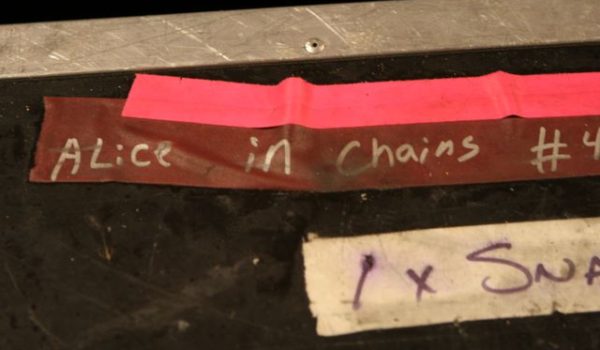 ALice in Chains #4
1 x SNA